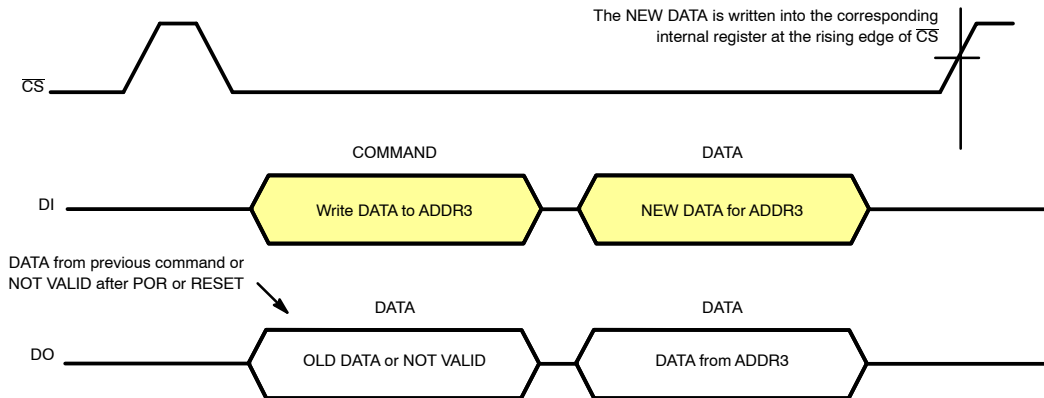 The NEW DATA is written into the corresponding
internal register at the rising edge of C̅S̅
C̅S̅
COMMAND
DATA
DI
Write DATA to ADDR3
NEW DATA for ADDR3
DATA from previous command or
NOT VALID after POR or RESET
DATA
DATA
DO
OLD DATA or NOT VALID
DATA from ADDR3